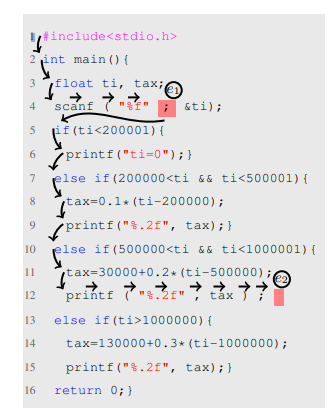 1 #include<stdio.h>
2 int main(){
3 float ti, tax; e1
4 scanf ( "%f" ; &ti);
5 if(ti<200001){
6 printf("ti=0");}
7 else if(200000<ti && ti<500001){
8 tax=0.1*(ti-200000);
9 printf("%.2f", tax);}
10 else if(500000<ti && ti<1000001){
11 tax=30000+0.2*(ti-500000); e2
12 printf ( "%.2f" , tax ) ;
13 else if(ti>1000000){
14 tax=130000+0.3*(ti-1000000);
15 printf("%.2f", tax);}
16 return 0;}